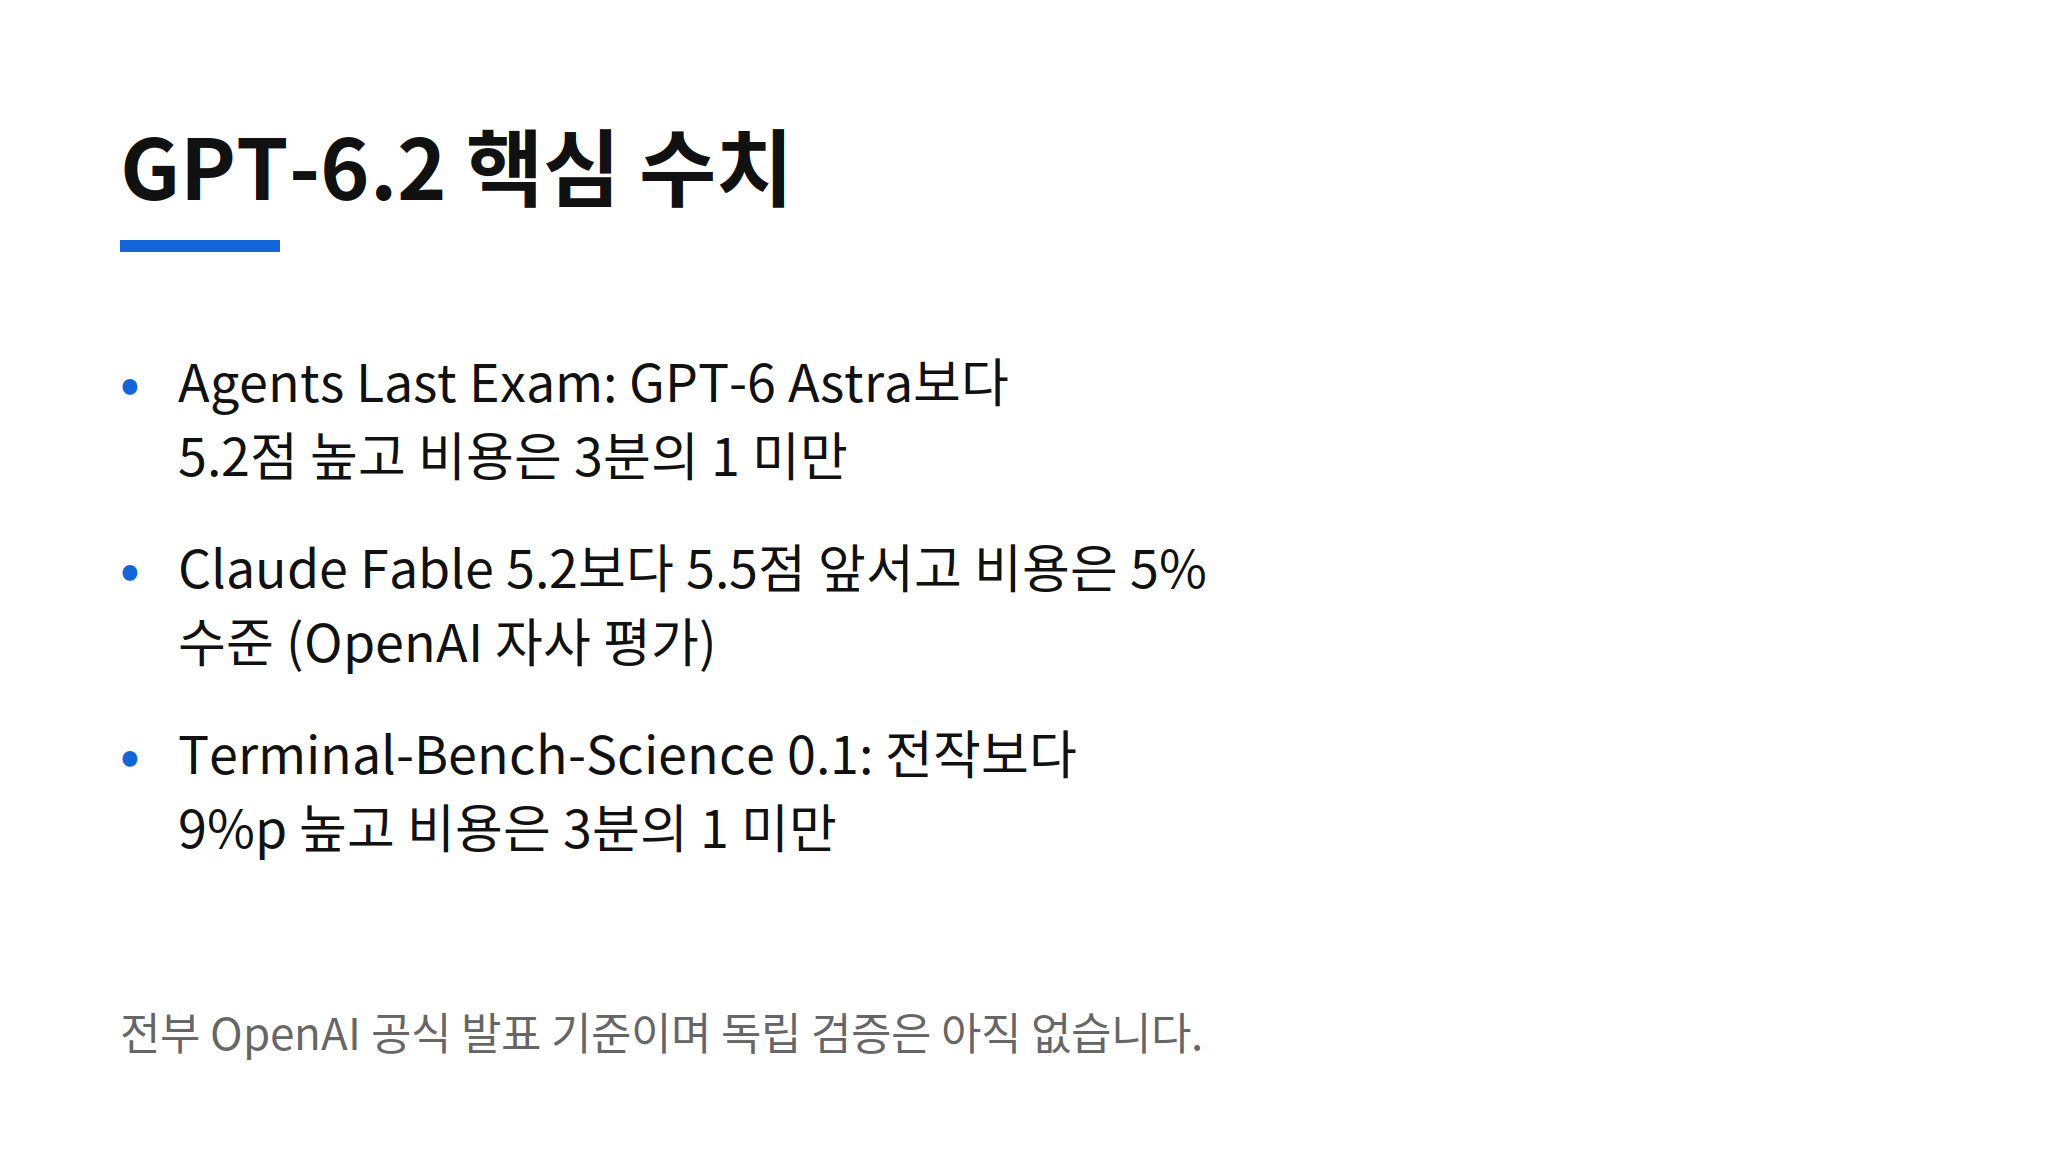 GPT-6.2 핵심 수치
• Agents Last Exam: GPT-6 Astra보다
5.2점 높고 비용은 3분의 1 미만
• Claude Fable 5.2보다 5.5점 앞서고 비용은 5%
수준 (OpenAI 자사 평가)
• Terminal-Bench-Science 0.1: 전작보다
9%p 높고 비용은 3분의 1 미만
전부 OpenAI 공식 발표 기준이며 독립 검증은 아직 없습니다.